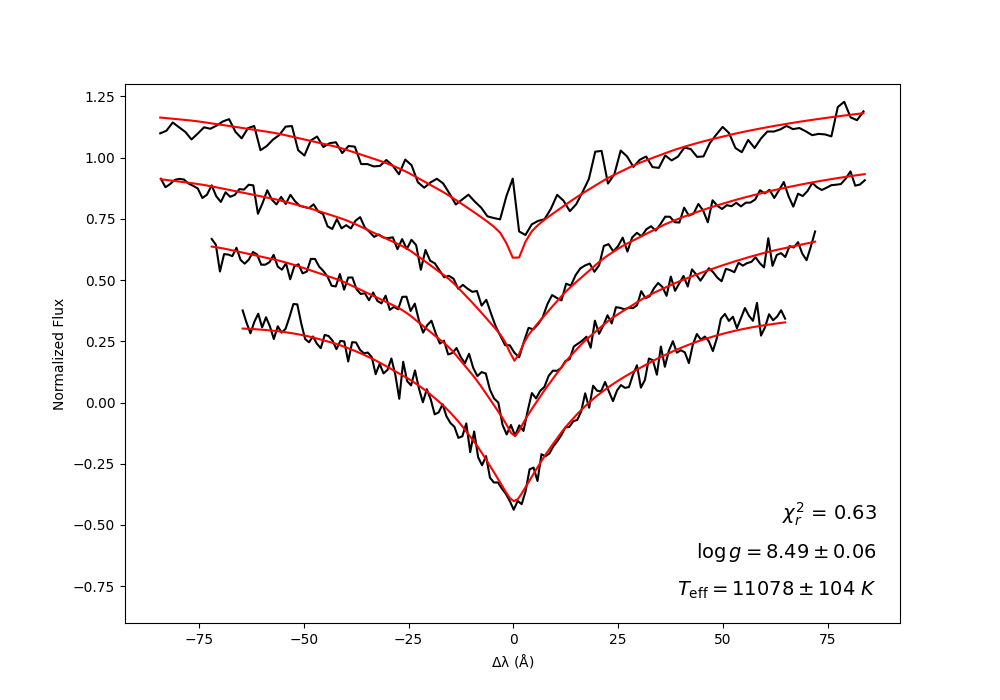 1.25
1.00
0.75
0.50
0.25
0.00
−0.25
−0.50
−0.75
Normalized Flux
χ²ᵣ = 0.63
log g = 8.49 ± 0.06
T_eff = 11078 ± 104 K
−75 −50 −25 0 25 50 75
Δλ (Å)